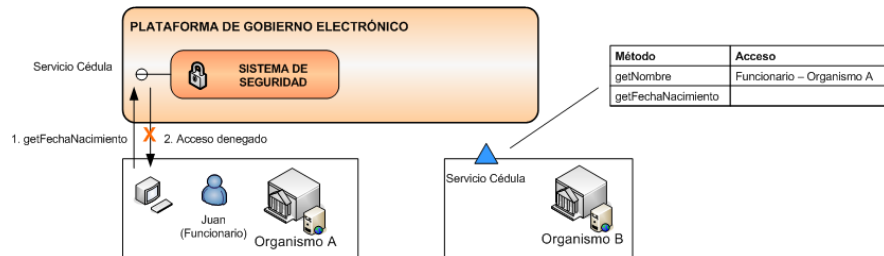 PLATAFORMA DE GOBIERNO ELECTRÓNICO
Servicio Cédula
SISTEMA DE
SEGURIDAD
Método Acceso
getNombre Funcionario – Organismo A
getFechaNacimiento
1. getFechaNacimiento
X
2. Acceso denegado
Servicio Cédula
Juan
(Funcionario)
Organismo A
Organismo B